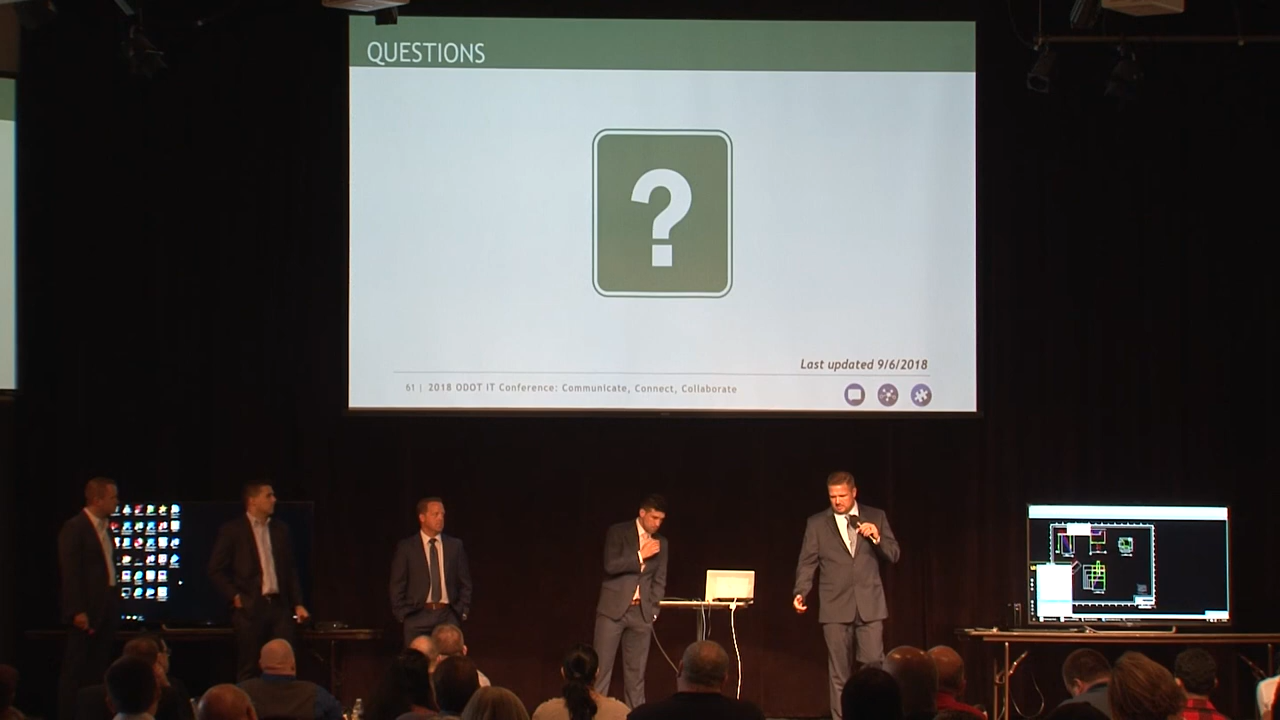 QUESTIONS
?
Last updated 9/6/2018
61 | 2018 ODOT IT Conference: Communicate, Connect, Collaborate